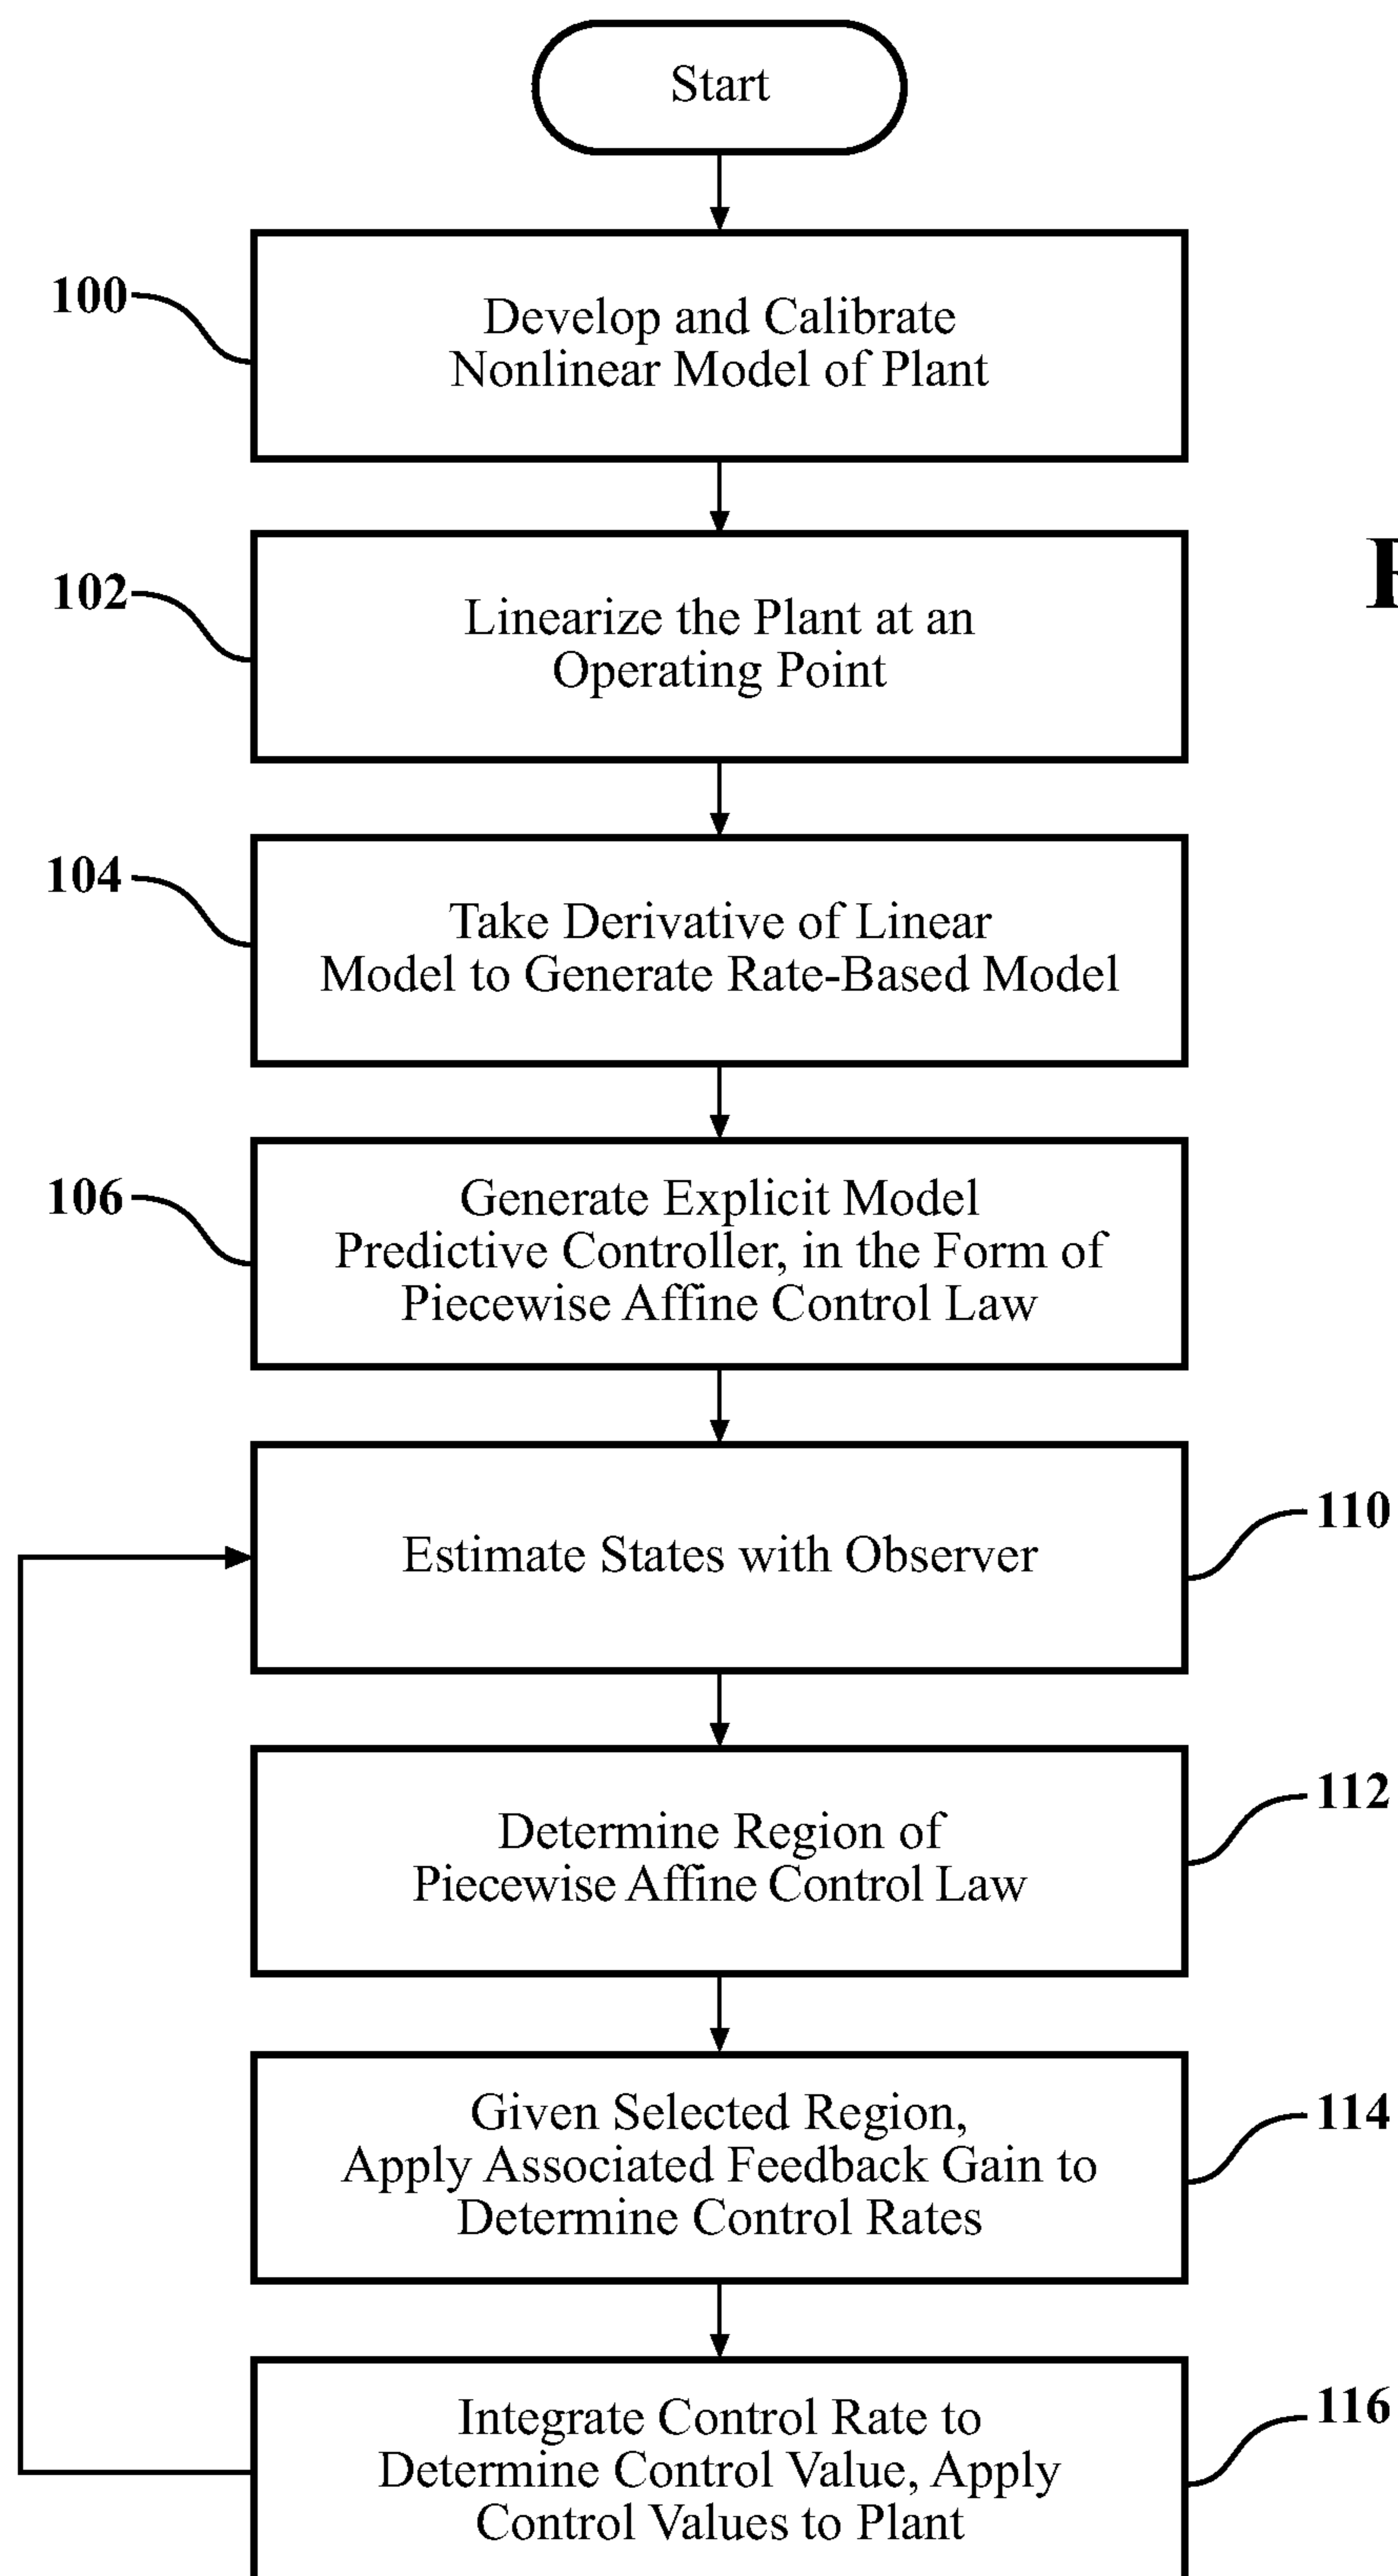 Start
100
Develop and Calibrate
Nonlinear Model of Plant
102
Linearize the Plant at an
Operating Point
104
Take Derivative of Linear
Model to Generate Rate-Based Model
106
Generate Explicit Model
Predictive Controller, in the Form of
Piecewise Affine Control Law
110
Estimate States with Observer
112
Determine Region of
Piecewise Affine Control Law
114
Given Selected Region,
Apply Associated Feedback Gain to
Determine Control Rates
116
Integrate Control Rate to
Determine Control Value, Apply
Control Values to Plant